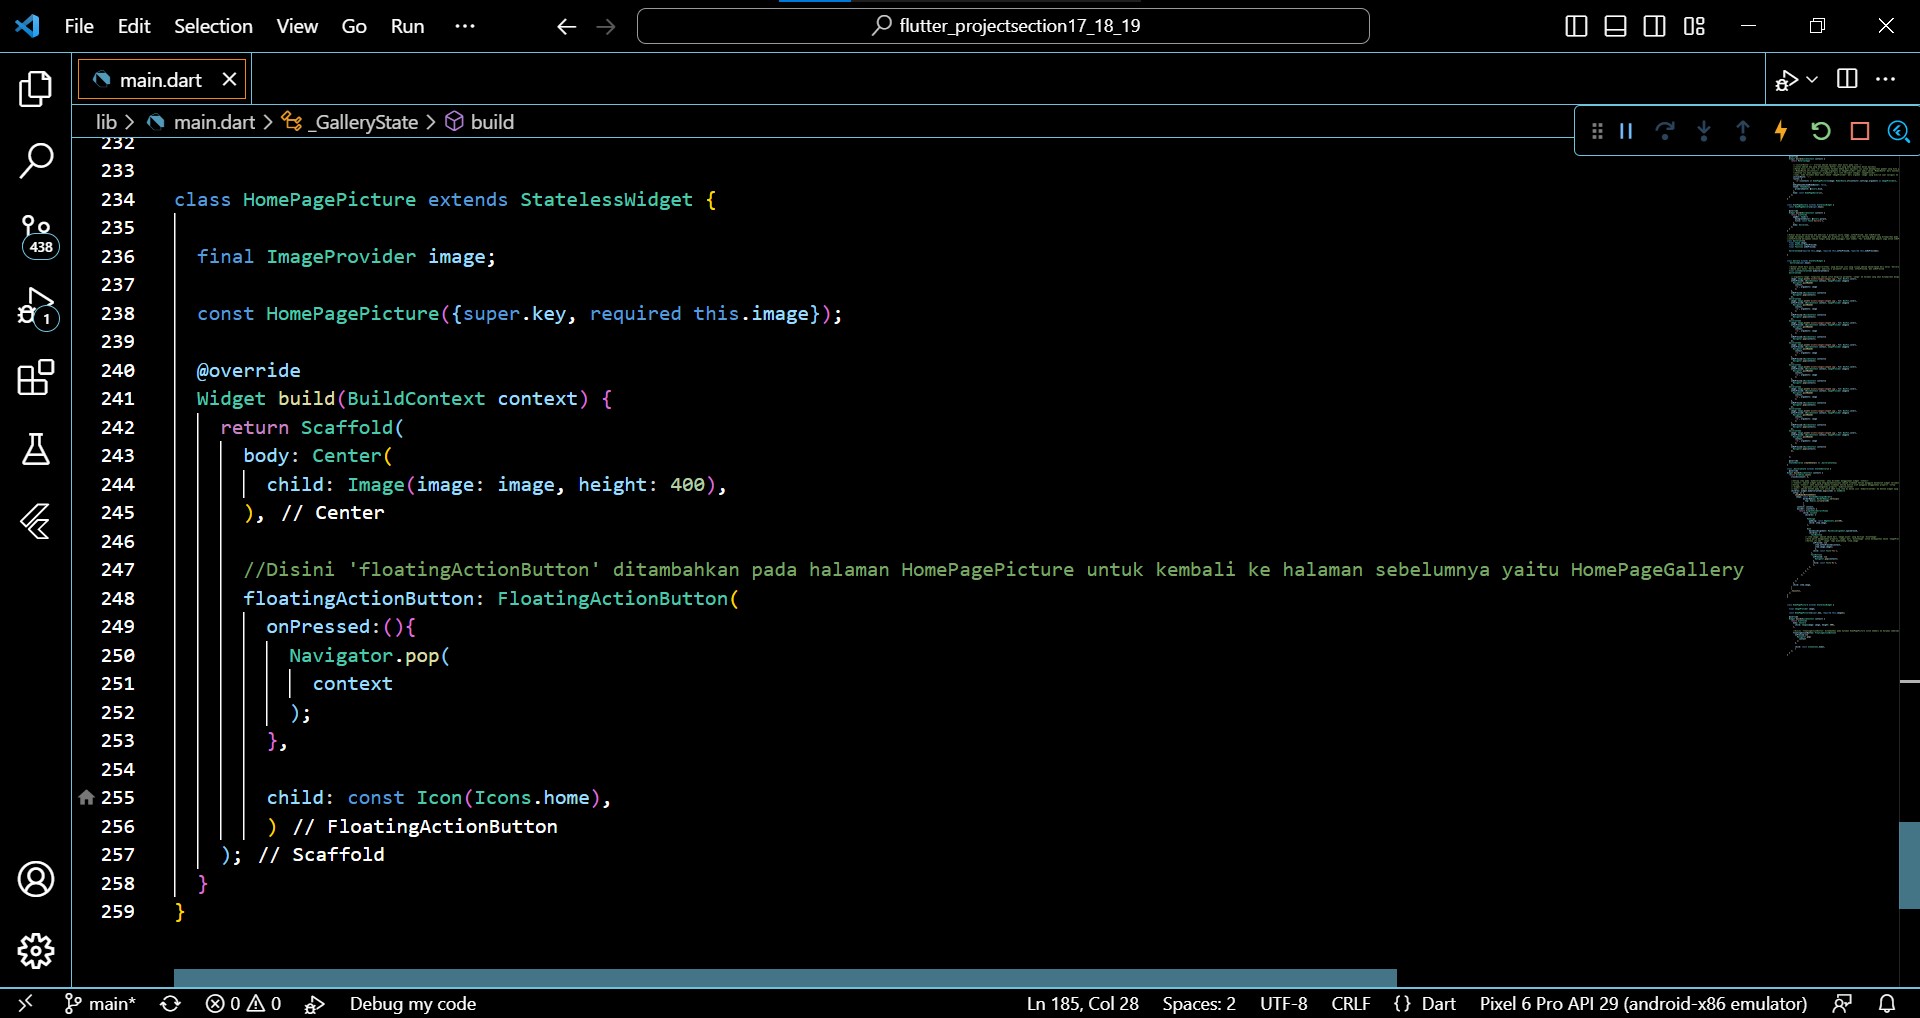 File Edit Selection View Go Run ···
flutter_projectsection17_18_19
main.dart
lib > main.dart > _GalleryState > build
438
1
232
233
234 class HomePagePicture extends StatelessWidget {
235
236 final ImageProvider image;
237
238 const HomePagePicture({super.key, required this.image});
239
240 @override
241 Widget build(BuildContext context) {
242 return Scaffold(
243 body: Center(
244 child: Image(image: image, height: 400),
245 ), // Center
246
247 //Disini 'floatingActionButton' ditambahkan pada halaman HomePagePicture untuk kembali ke halaman sebelumnya yaitu HomePageGallery
248 floatingActionButton: FloatingActionButton(
249 onPressed:(){
250 Navigator.pop(
251 context
252 );
253 },
254
255 child: const Icon(Icons.home),
256 ) // FloatingActionButton
257 ); // Scaffold
258 }
259 }
main* 0 0 Debug my code Ln 185, Col 28 Spaces: 2 UTF-8 CRLF {} Dart Pixel 6 Pro API 29 (android-x86 emulator)